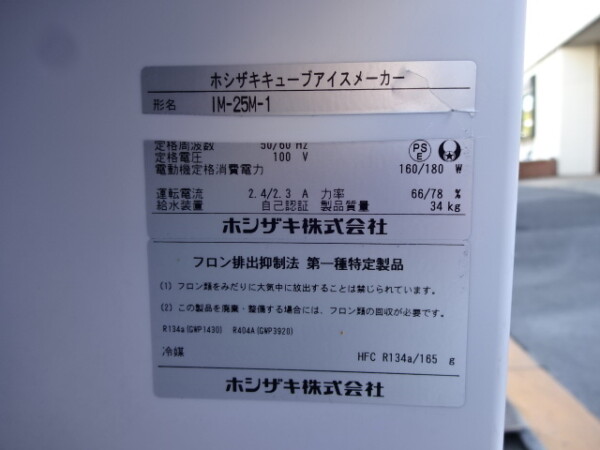 ホシザキキューブアイスメーカー
形名 IM-25M-1
定格周波数 50/60 Hz
定格電圧 100 V
電動機定格消費電力 160/180 W
PSE
運転電流 2.4/2.3 A 力率 66/78 %
給水装置 自己認証 製品質量 34 kg
ホシザキ株式会社
フロン排出抑制法 第一種特定製品
(1) フロン類をみだりに大気中に放出することは禁じられています。
(2) この製品を廃棄・整備する場合には、フロン類の回収が必要です。
R134a(GWP1430) R404A(GWP3920)
冷媒 HFC R134a/165 g
ホシザキ株式会社